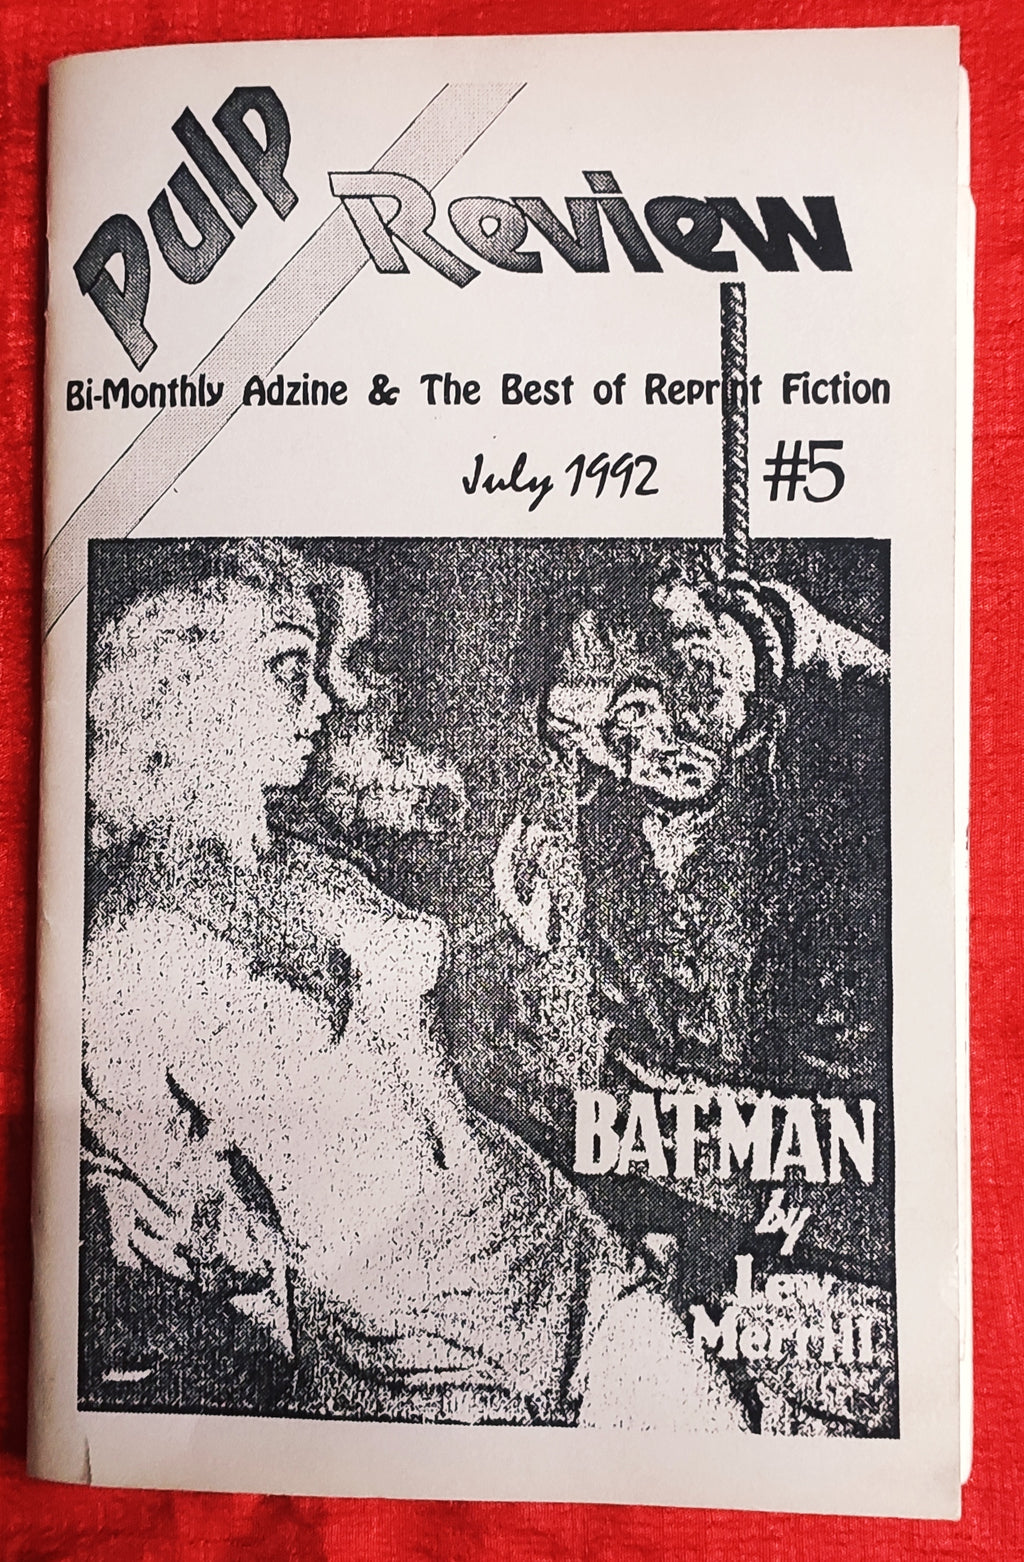 Pulp Review
Bi-Monthly Adzine & The Best of Reprint Fiction
July 1992 #5
BATMAN
by
Lew
Merrill